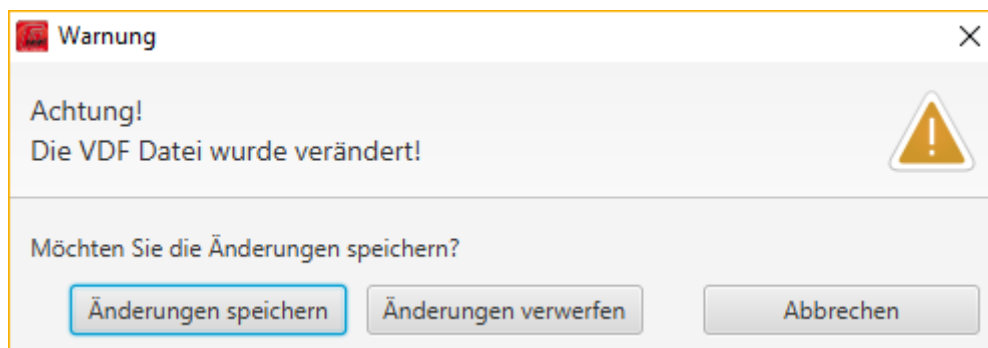 Warnung
Achtung!
Die VDF Datei wurde verändert!
Möchten Sie die Änderungen speichern?
Änderungen speichern Änderungen verwerfen Abbrechen